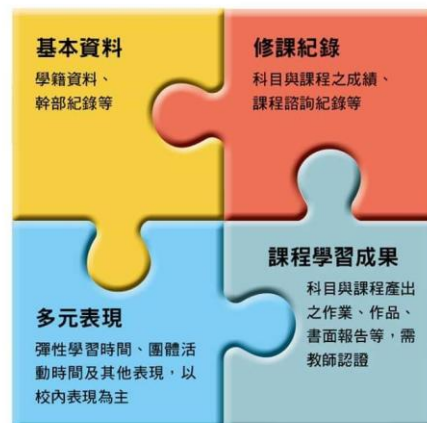 基本資料
學籍資料、
幹部紀錄等
修課紀錄
科目與課程之成績、
課程諮詢紀錄等
多元表現
彈性學習時間、團體活
動時間及其他表現，以
校內表現為主
課程學習成果
科目與課程產出
之作業、作品、
書面報告等，需
教師認證